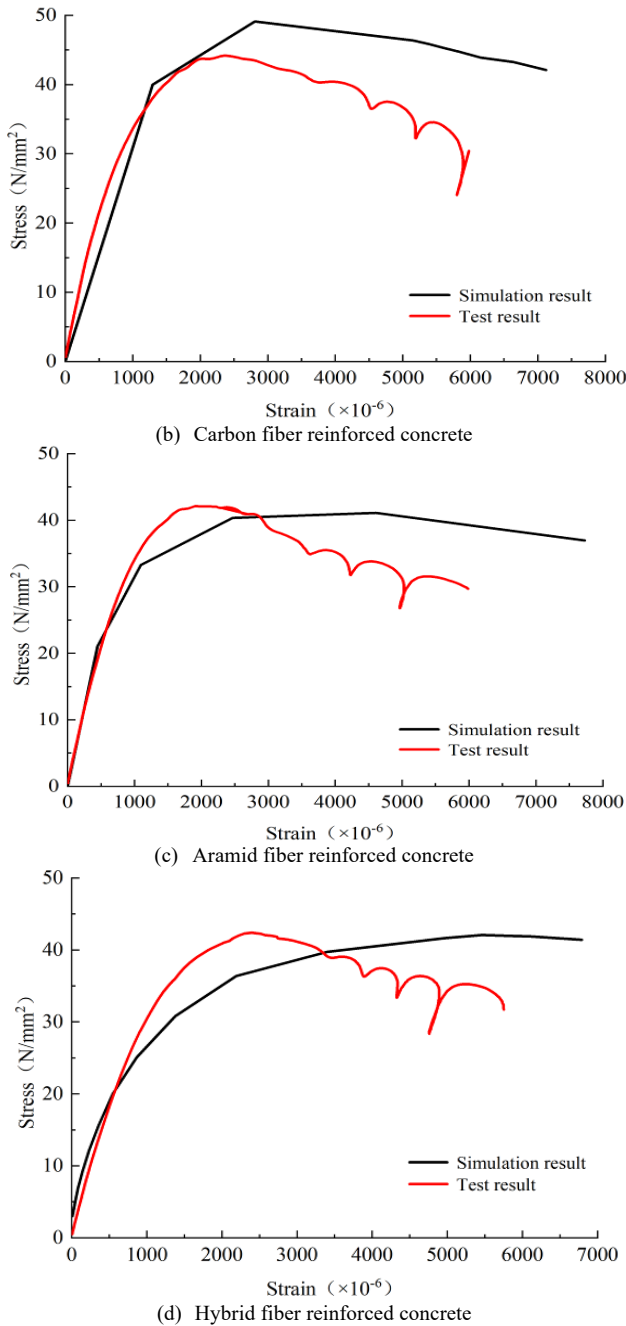 50
40
30
20
10
0
Stress（N/mm²）
Simulation result
Test result
0 1000 2000 3000 4000 5000 6000 7000 8000
Strain（×10⁻⁶）
(b) Carbon fiber reinforced concrete
50
40
30
20
10
0
Stress（N/mm²）
Simulation result
Test result
0 1000 2000 3000 4000 5000 6000 7000 8000
Strain（×10⁻⁶）
(c) Aramid fiber reinforced concrete
50
40
30
20
10
0
Stress（N/mm²）
Simulation result
Test result
0 1000 2000 3000 4000 5000 6000 7000
Strain（×10⁻⁶）
(d) Hybrid fiber reinforced concrete